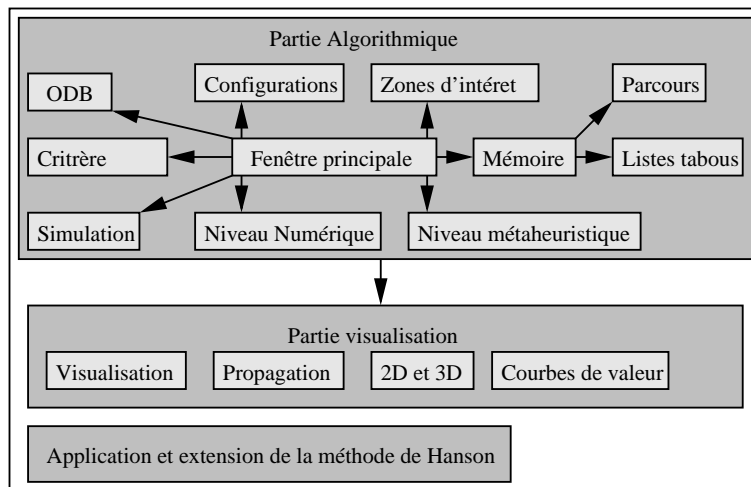 Partie Algorithmique
ODB
Configurations
Zones d'intéret
Parcours
Critrère
Fenêtre principale
Mémoire
Listes tabous
Simulation
Niveau Numérique
Niveau métaheuristique
Partie visualisation
Visualisation
Propagation
2D et 3D
Courbes de valeur
Application et extension de la méthode de Hanson